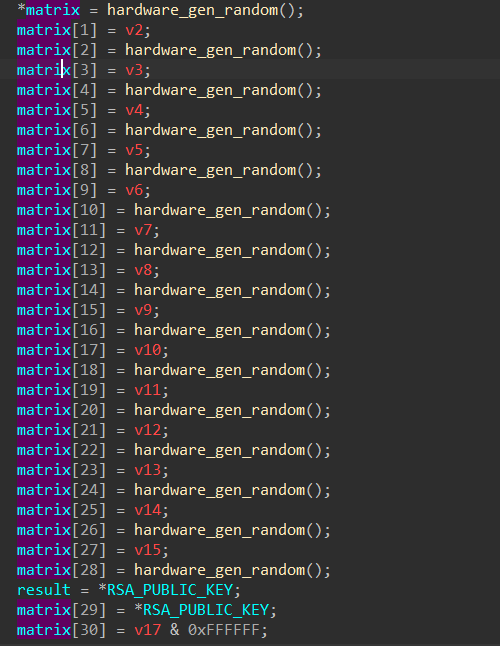 *matrix = hardware_gen_random();
matrix[1] = v2;
matrix[2] = hardware_gen_random();
matrix[3] = v3;
matrix[4] = hardware_gen_random();
matrix[5] = v4;
matrix[6] = hardware_gen_random();
matrix[7] = v5;
matrix[8] = hardware_gen_random();
matrix[9] = v6;
matrix[10] = hardware_gen_random();
matrix[11] = v7;
matrix[12] = hardware_gen_random();
matrix[13] = v8;
matrix[14] = hardware_gen_random();
matrix[15] = v9;
matrix[16] = hardware_gen_random();
matrix[17] = v10;
matrix[18] = hardware_gen_random();
matrix[19] = v11;
matrix[20] = hardware_gen_random();
matrix[21] = v12;
matrix[22] = hardware_gen_random();
matrix[23] = v13;
matrix[24] = hardware_gen_random();
matrix[25] = v14;
matrix[26] = hardware_gen_random();
matrix[27] = v15;
matrix[28] = hardware_gen_random();
result = *RSA_PUBLIC_KEY;
matrix[29] = *RSA_PUBLIC_KEY;
matrix[30] = v17 & 0xFFFFFF;